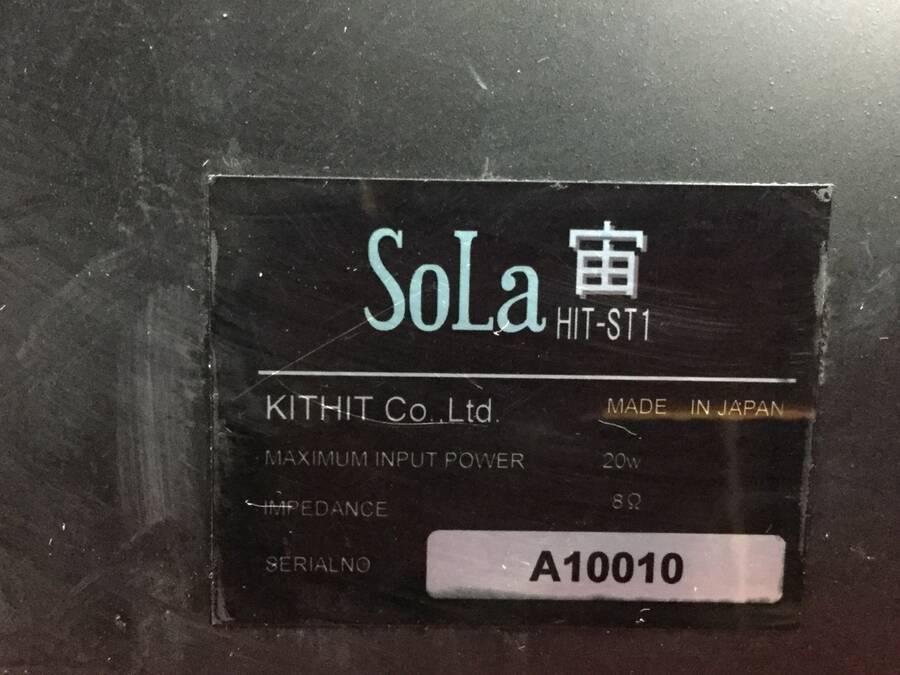 SoLa 宙
HIT-ST1
KITHIT Co.,Ltd. MADE IN JAPAN
MAXIMUM INPUT POWER 20w
IMPEDANCE 8Ω
SERIALNO A10010